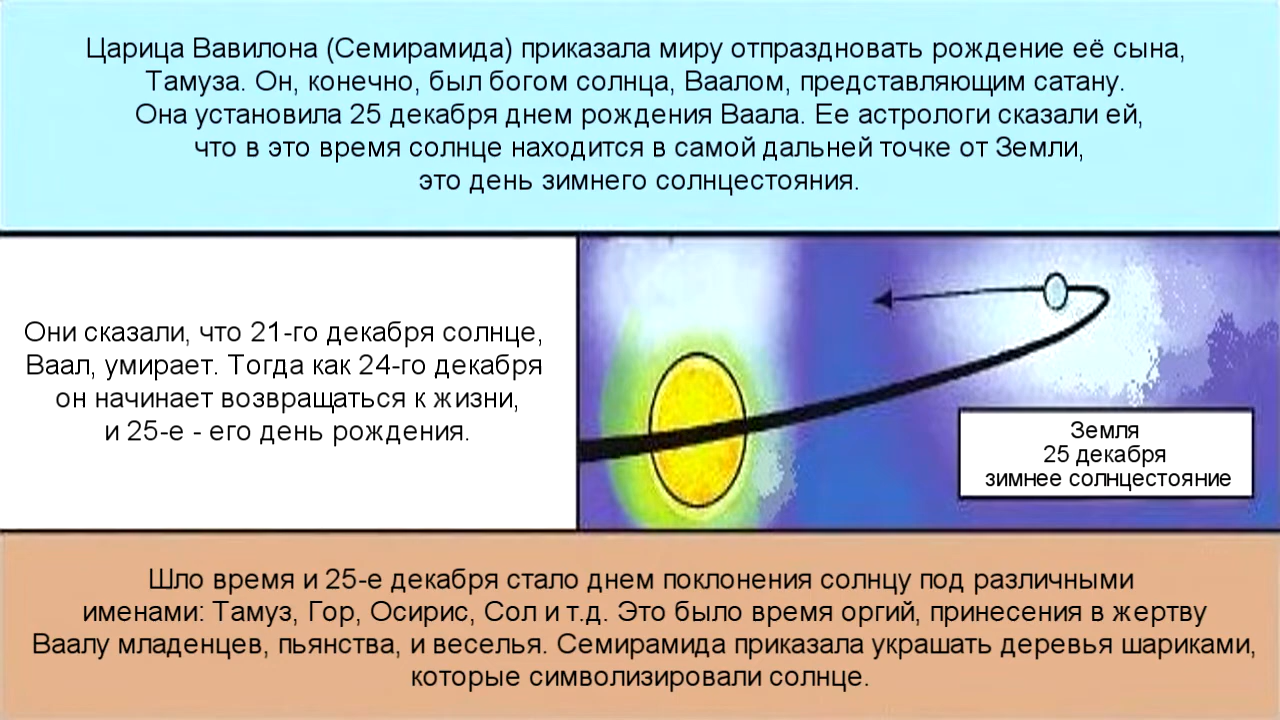 Царица Вавилона (Семирамида) приказала миру отпраздновать рождение её сына,
Тамуза. Он, конечно, был богом солнца, Ваалом, представляющим сатану.
Она установила 25 декабря днем рождения Ваала. Ее астрологи сказали ей,
что в это время солнце находится в самой дальней точке от Земли,
это день зимнего солнцестояния.
Они сказали, что 21-го декабря солнце,
Ваал, умирает. Тогда как 24-го декабря
он начинает возвращаться к жизни,
и 25-е - его день рождения.
Земля
25 декабря
зимнее солнцестояние
Шло время и 25-е декабря стало днем поклонения солнцу под различными
именами: Тамуз, Гор, Осирис, Сол и т.д. Это было время оргий, принесения в жертву
Ваалу младенцев, пьянства, и веселья. Семирамида приказала украшать деревья шариками,
которые символизировали солнце.